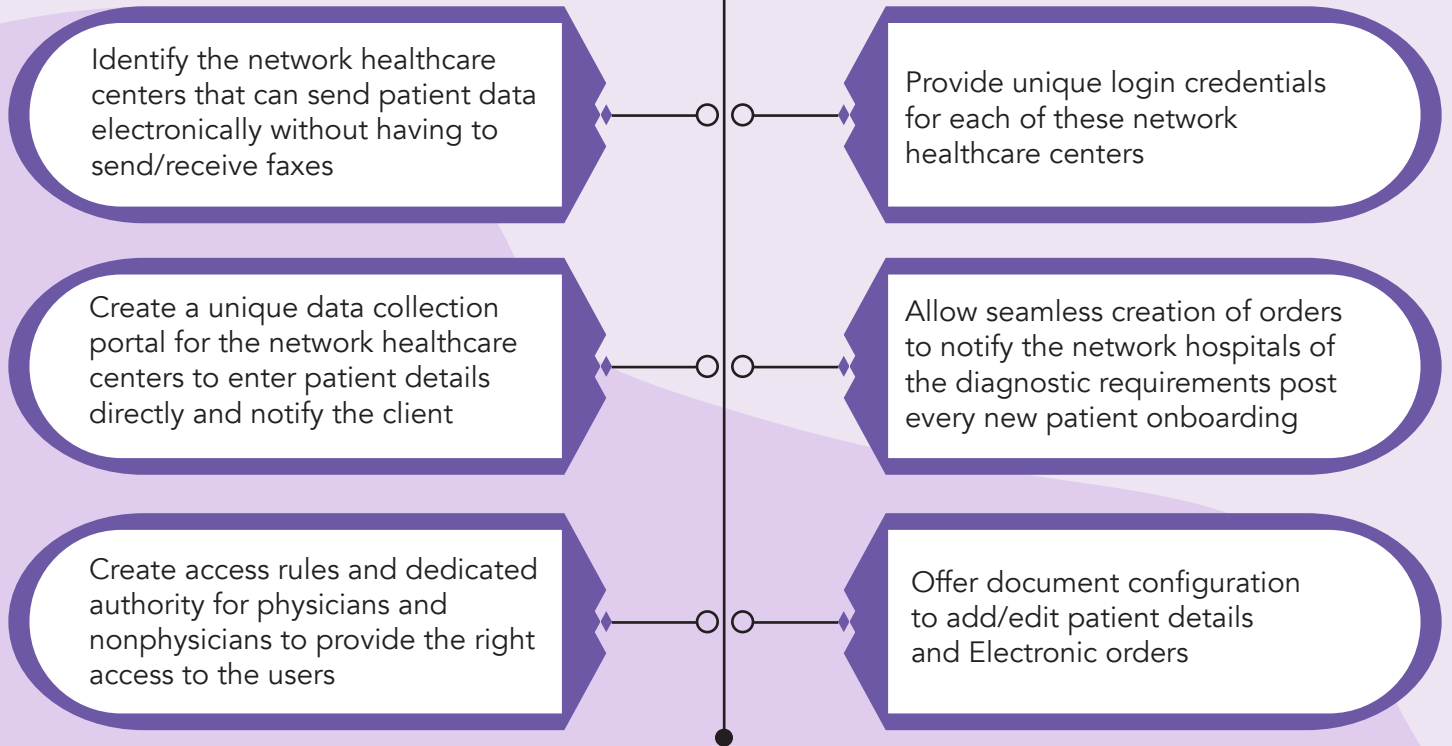 Identify the network healthcare
centers that can send patient data
electronically without having to
send/receive faxes
Provide unique login credentials
for each of these network
healthcare centers
Create a unique data collection
portal for the network healthcare
centers to enter patient details
directly and notify the client
Allow seamless creation of orders
to notify the network hospitals of
the diagnostic requirements post
every new patient onboarding
Create access rules and dedicated
authority for physicians and
nonphysicians to provide the right
access to the users
Offer document configuration
to add/edit patient details
and Electronic orders